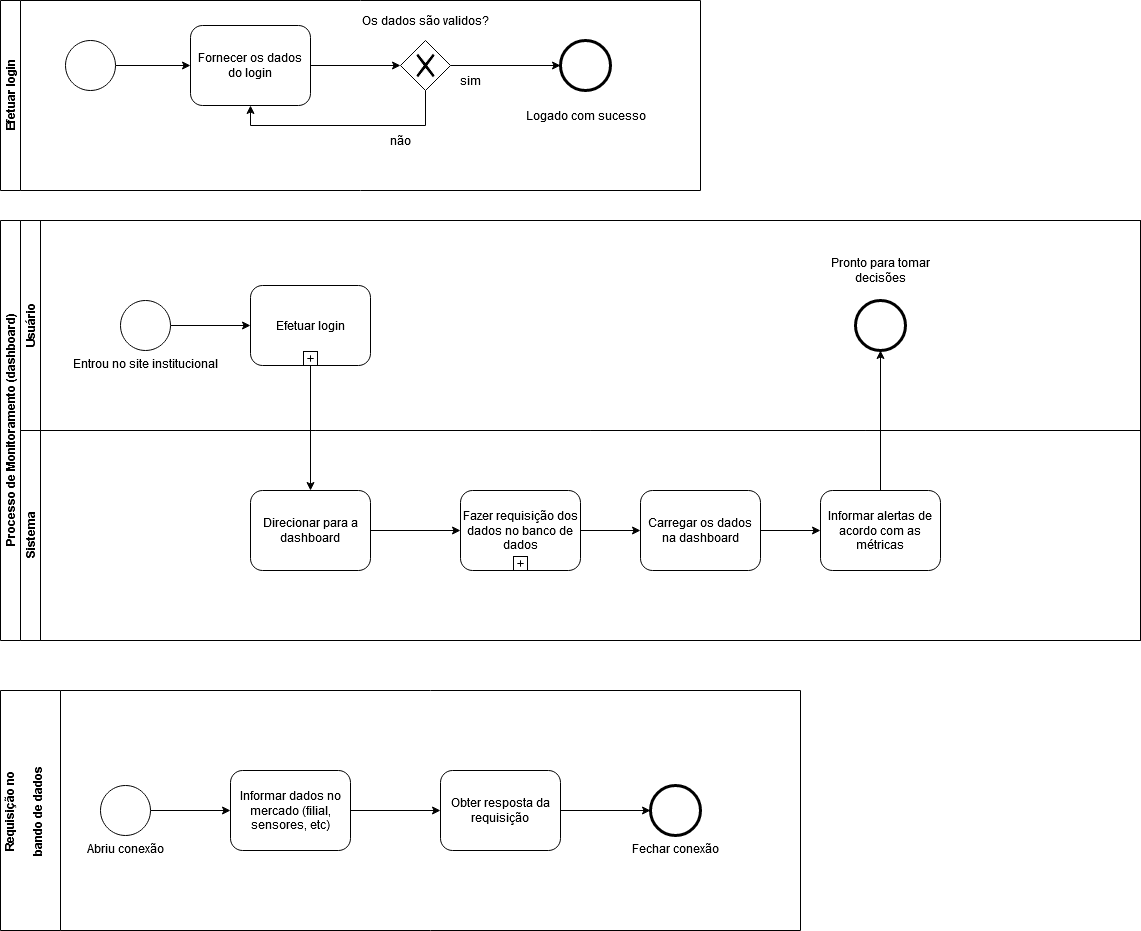 Efetuar login
Os dados são validos?
Fornecer os dados
do login
sim
não
Logado com sucesso
Processo de Monitoramento (dashboard)
Usuário
Entrou no site institucional
Efetuar login
+
Pronto para tomar
decisões
Sistema
Direcionar para a
dashboard
Fazer requisição dos
dados no banco de
dados
+
Carregar os dados
na dashboard
Informar alertas de
acordo com as
métricas
Requisição no
bando de dados
Abriu conexão
Informar dados no
mercado (filial,
sensores, etc)
Obter resposta da
requisição
Fechar conexão